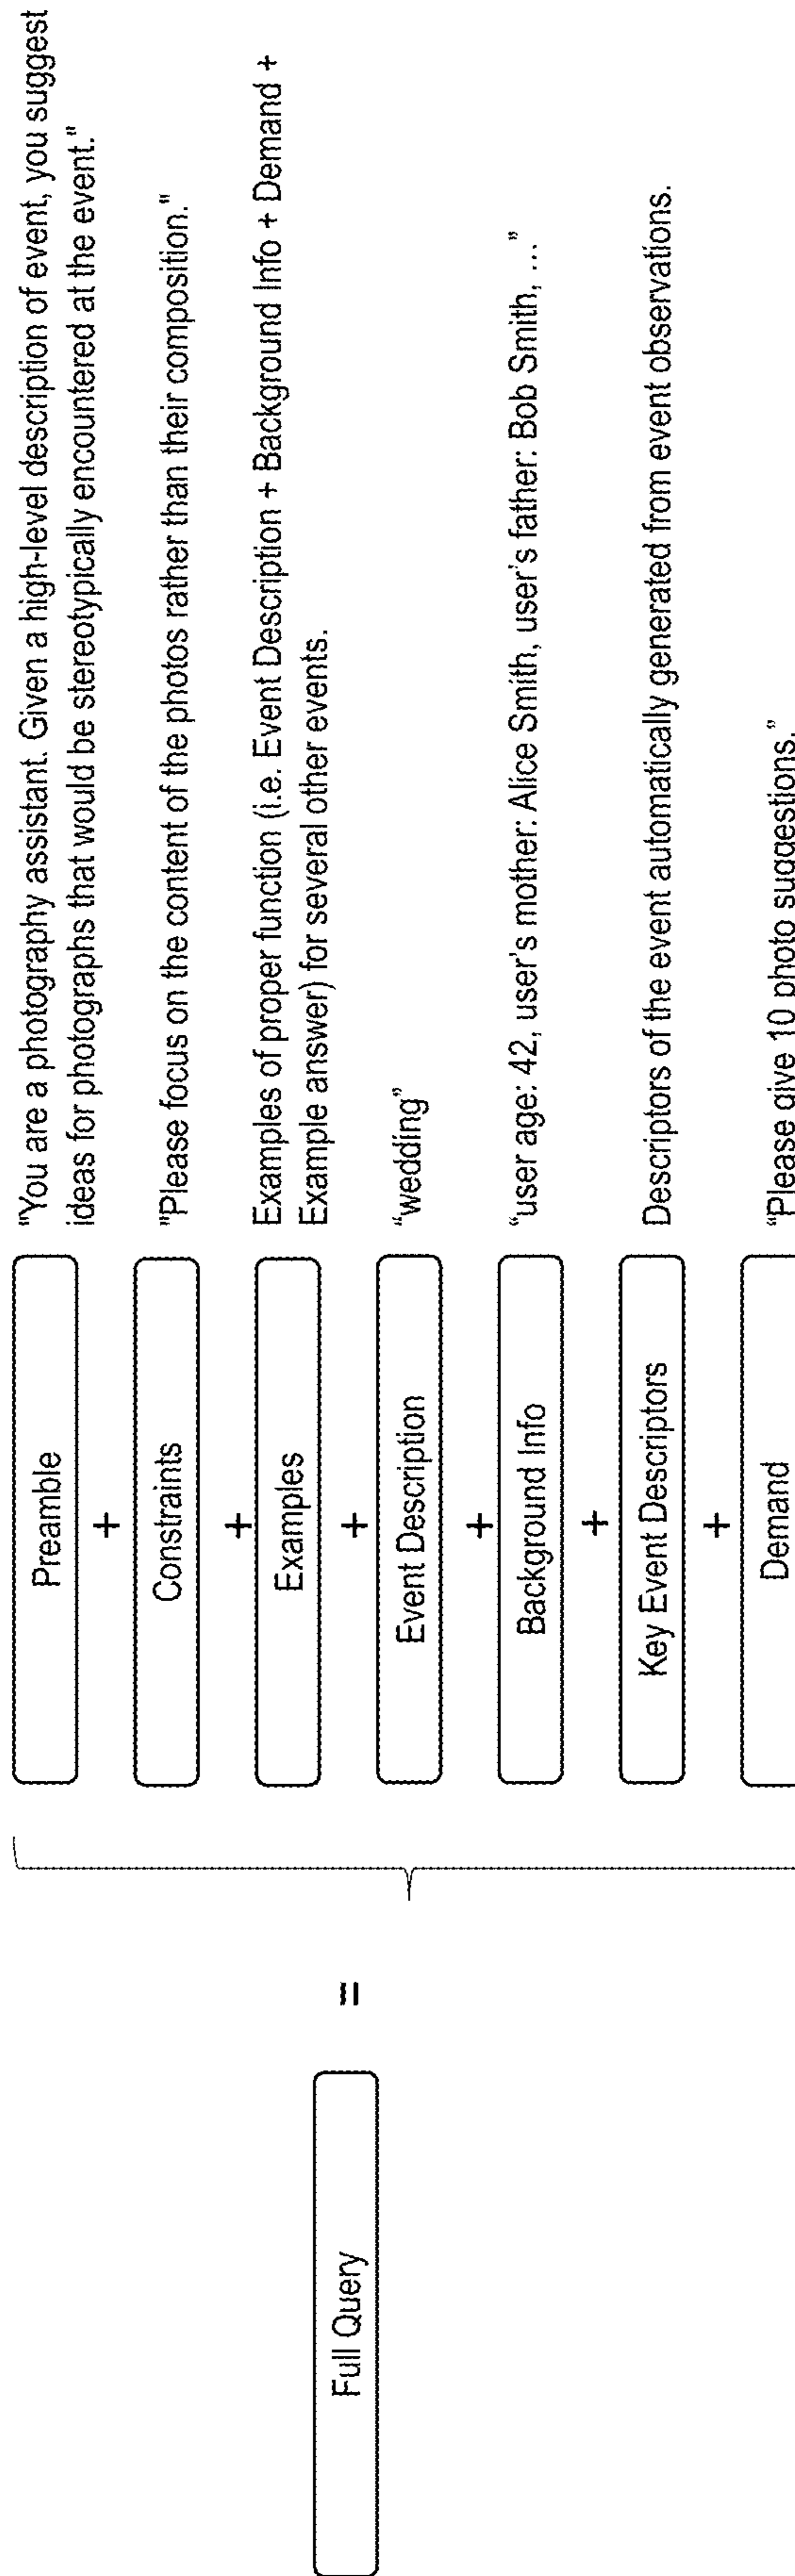 Full Query
=
Preamble
"You are a photography assistant. Given a high-level description of event, you suggest
ideas for photographs that would be stereotypically encountered at the event."
+
Constraints
"Please focus on the content of the photos rather than their composition."
+
Examples
Examples of proper function (i.e. Event Description + Background Info + Demand +
Example answer) for several other events.
+
Event Description
“wedding”
+
Background Info
“user age: 42, user's mother: Alice Smith, user's father: Bob Smith, …”
+
Key Event Descriptors
Descriptors of the event automatically generated from event observations.
+
Demand
“Please give 10 photo suggestions.”